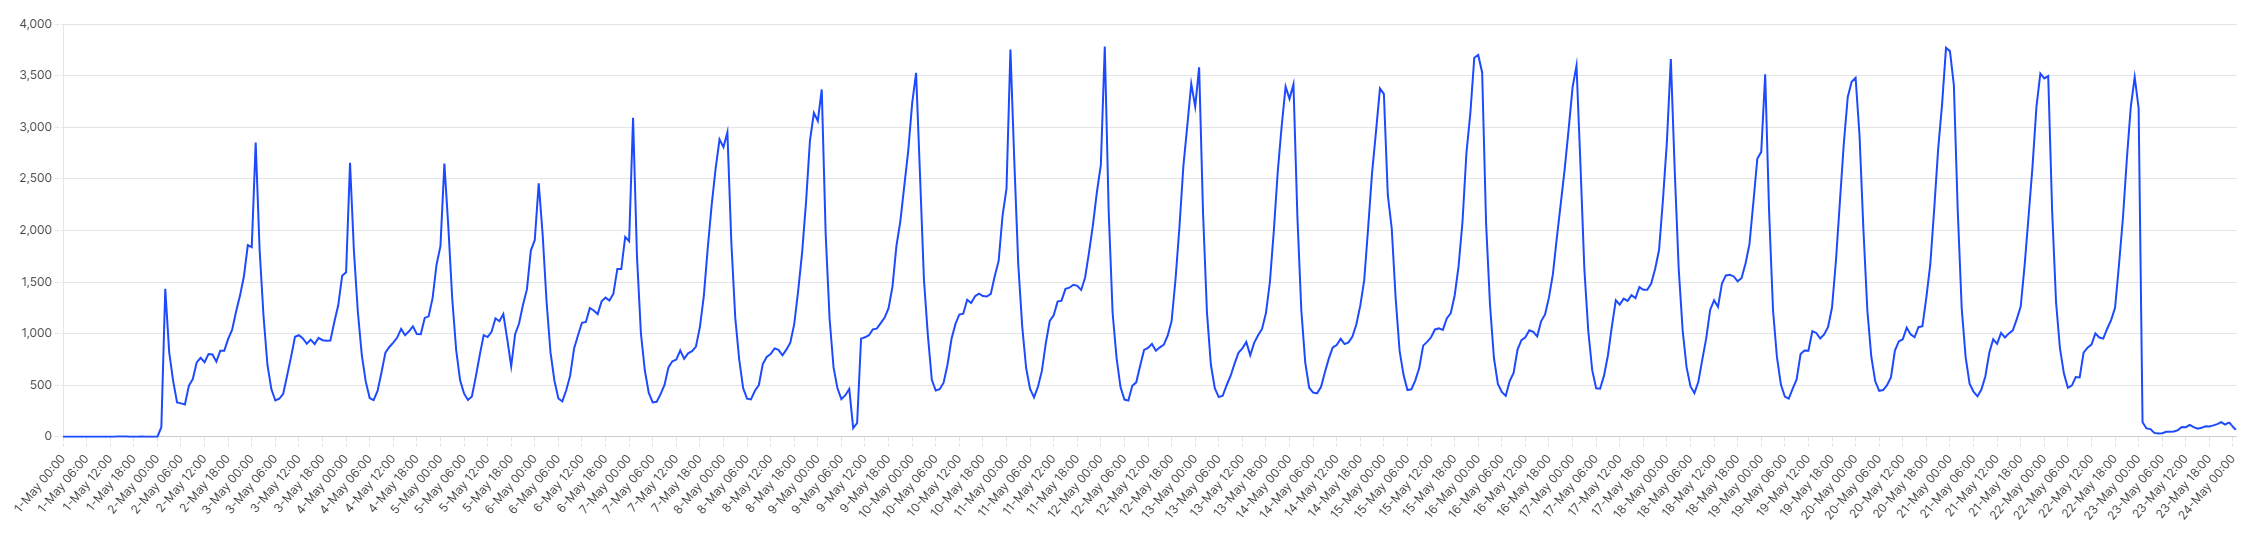 4,000
3,500
3,000
2,500
2,000
1,500
1,000
500
0
1-May 00:00
1-May 06:00
1-May 12:00
1-May 18:00
2-May 00:00
2-May 06:00
2-May 12:00
2-May 18:00
3-May 00:00
3-May 06:00
3-May 12:00
3-May 18:00
4-May 00:00
4-May 06:00
4-May 12:00
4-May 18:00
5-May 00:00
5-May 06:00
5-May 12:00
5-May 18:00
6-May 00:00
6-May 06:00
6-May 12:00
6-May 18:00
7-May 00:00
7-May 06:00
7-May 12:00
7-May 18:00
8-May 00:00
8-May 06:00
8-May 12:00
8-May 18:00
9-May 00:00
9-May 06:00
9-May 12:00
9-May 18:00
10-May 00:00
10-May 06:00
10-May 12:00
10-May 18:00
11-May 00:00
11-May 06:00
11-May 12:00
11-May 18:00
12-May 00:00
12-May 06:00
12-May 12:00
12-May 18:00
13-May 00:00
13-May 06:00
13-May 12:00
13-May 18:00
14-May 00:00
14-May 06:00
14-May 12:00
14-May 18:00
15-May 00:00
15-May 06:00
15-May 12:00
15-May 18:00
16-May 00:00
16-May 06:00
16-May 12:00
16-May 18:00
17-May 00:00
17-May 06:00
17-May 12:00
17-May 18:00
18-May 00:00
18-May 06:00
18-May 12:00
18-May 18:00
19-May 00:00
19-May 06:00
19-May 12:00
19-May 18:00
20-May 00:00
20-May 06:00
20-May 12:00
20-May 18:00
21-May 00:00
21-May 06:00
21-May 12:00
21-May 18:00
22-May 00:00
22-May 06:00
22-May 12:00
22-May 18:00
23-May 00:00
23-May 06:00
23-May 12:00
23-May 18:00
24-May 00:00